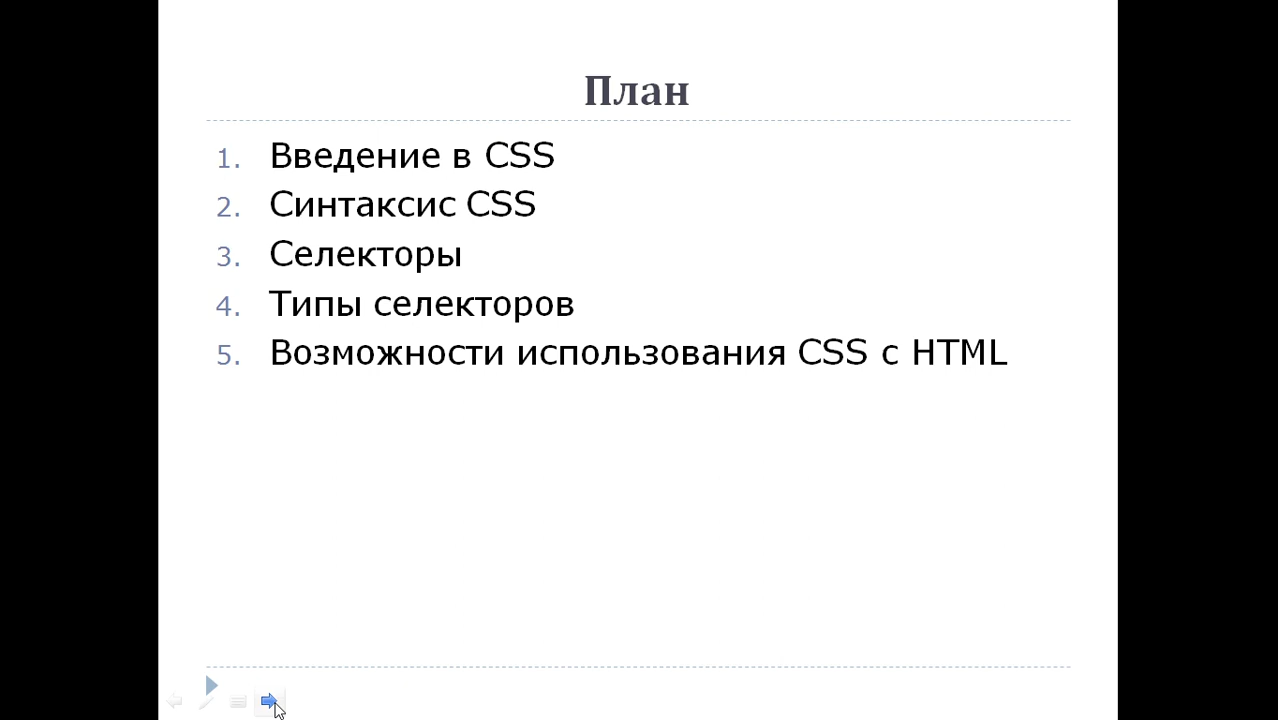 План
1. Введение в CSS
2. Синтаксис CSS
3. Селекторы
4. Типы селекторов
5. Возможности использования CSS с HTML